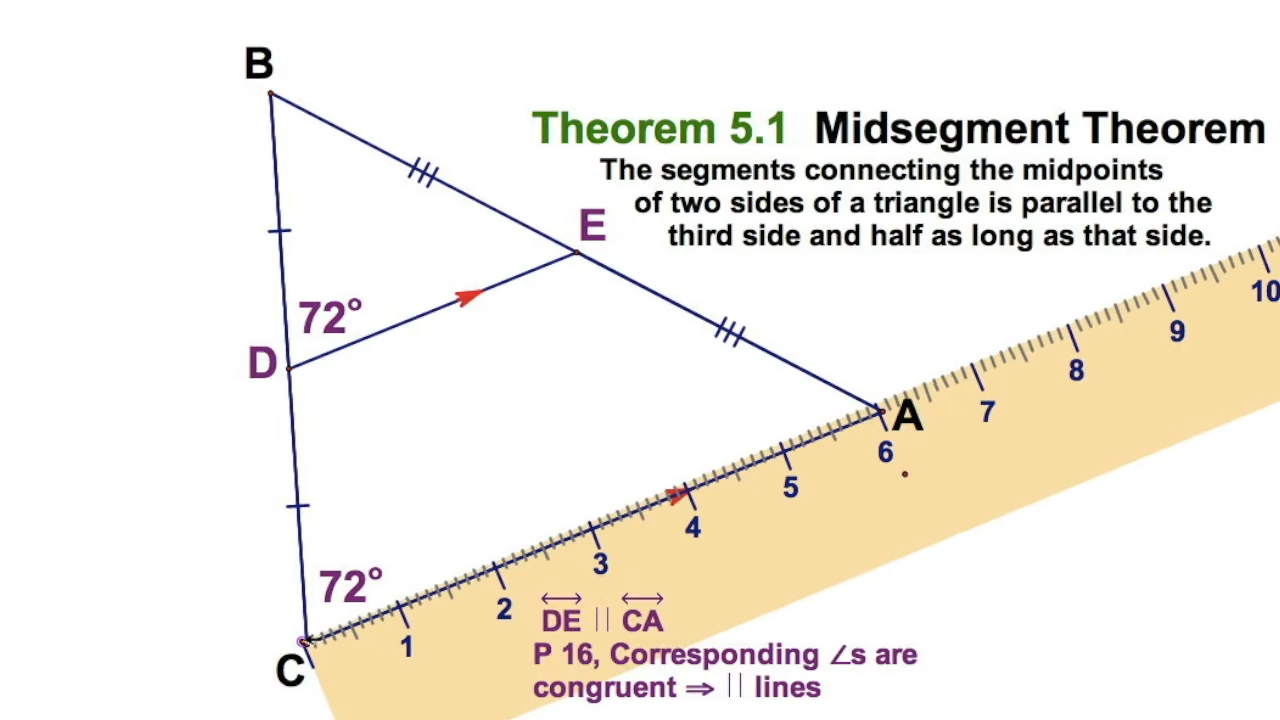 B
Theorem 5.1 Midsegment Theorem
The segments connecting the midpoints
of two sides of a triangle is parallel to the
third side and half as long as that side.
E
72°
D
A
72°
C
1
2
3
4
5
6
7
8
9
10
DE || CA
P 16, Corresponding ∠s are
congruent ⇒ || lines